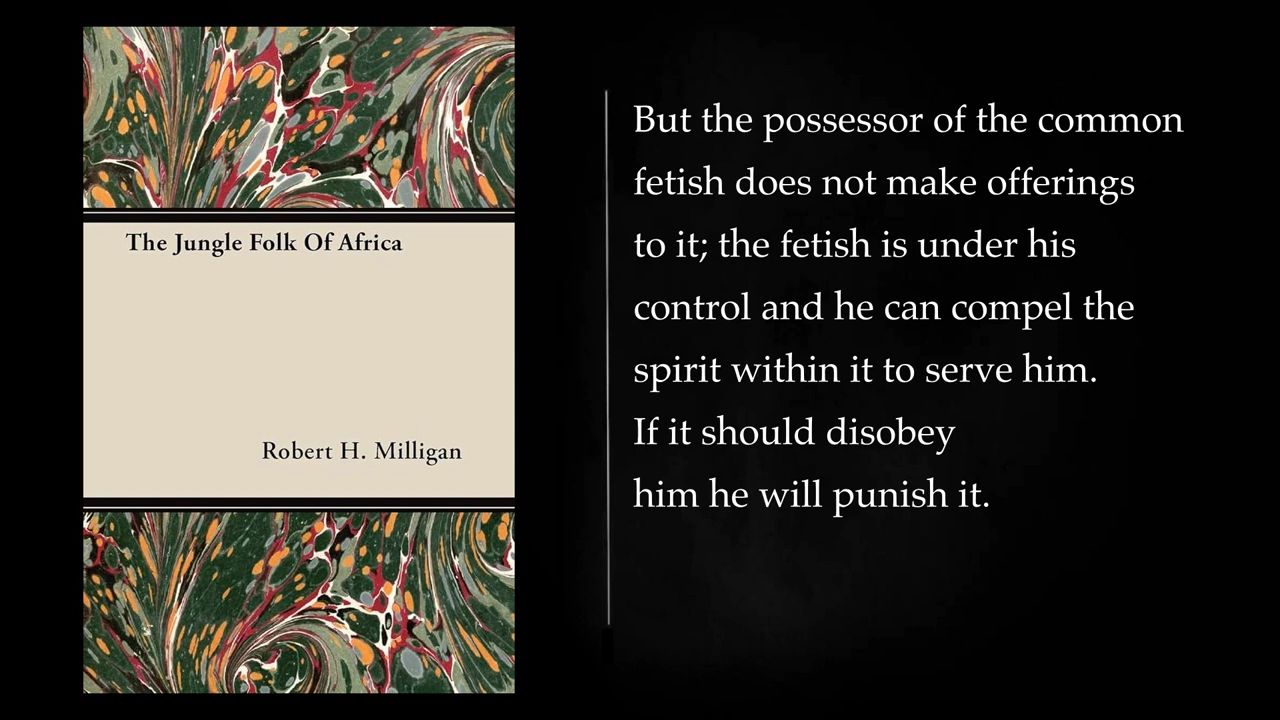 The Jungle Folk Of Africa
Robert H. Milligan
But the possessor of the common
fetish does not make offerings
to it; the fetish is under his
control and he can compel the
spirit within it to serve him.
If it should disobey
him he will punish it.